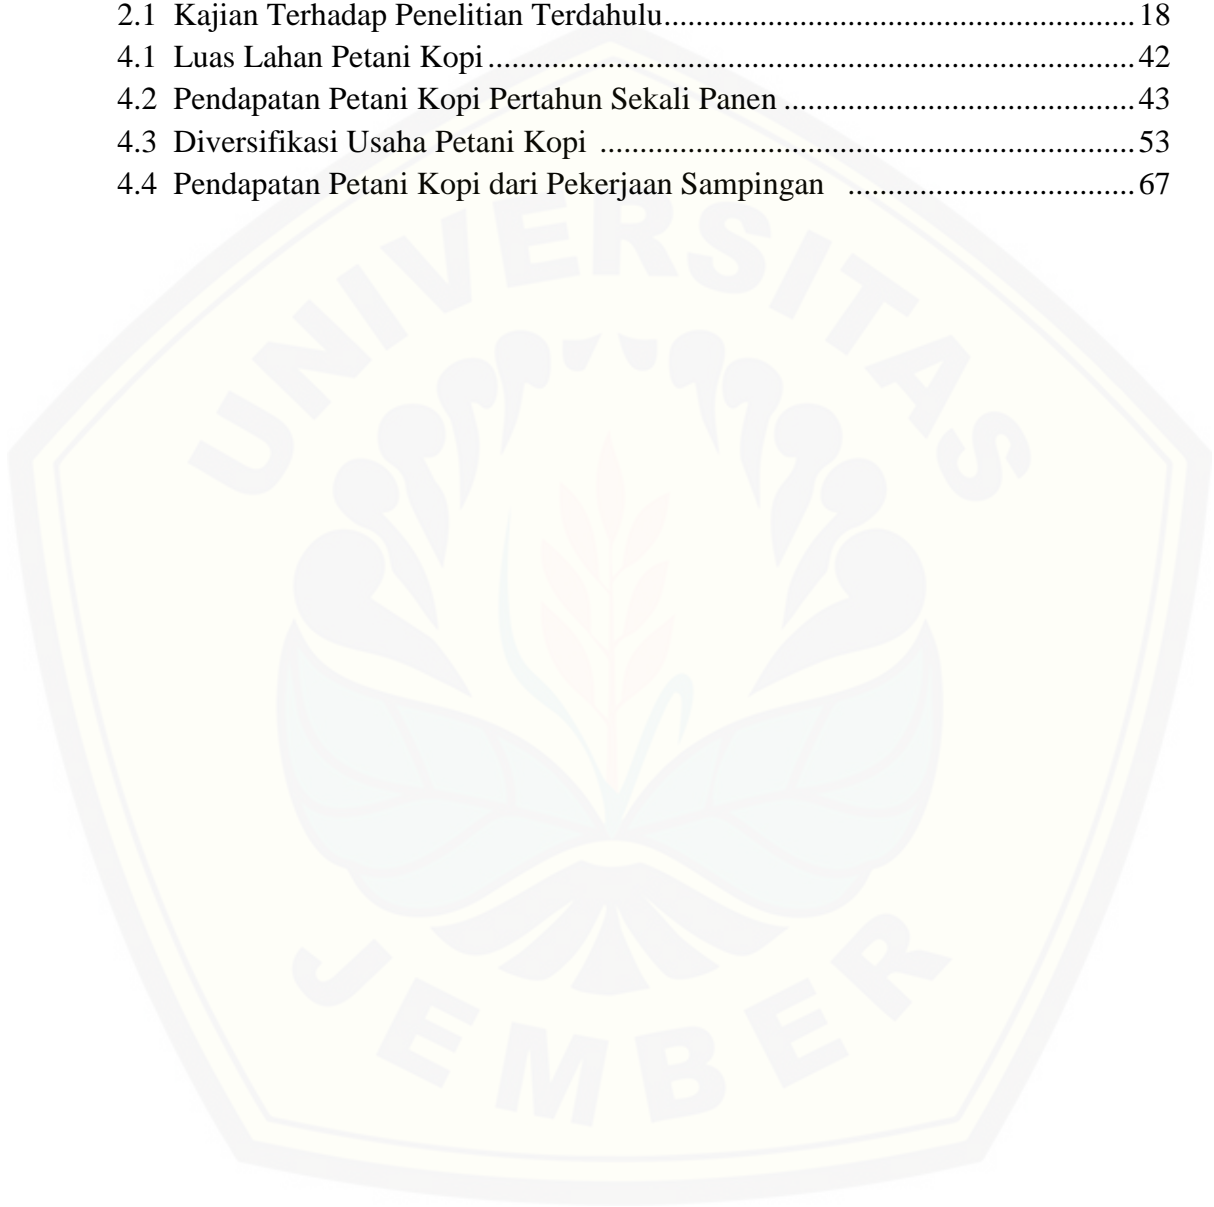 2.1 Kajian Terhadap Penelitian Terdahulu.......................................................... 18
4.1 Luas Lahan Petani Kopi ............................................................................... 42
4.2 Pendapatan Petani Kopi Pertahun Sekali Panen ........................................... 43
4.3 Diversifikasi Usaha Petani Kopi .................................................................. 53
4.4 Pendapatan Petani Kopi dari Pekerjaan Sampingan ................................... 67
UNIVERSITAS
JEMBER